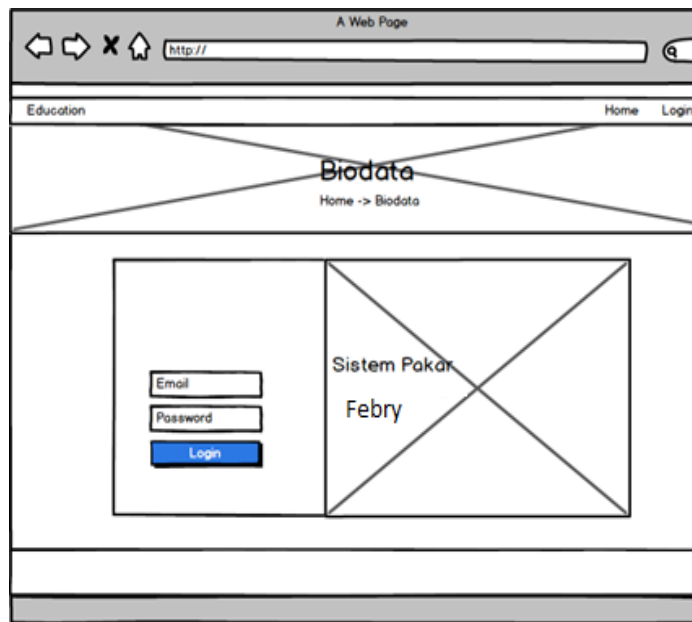 A Web Page
http://
Education Home Login
Biodata
Home -> Biodata
Email
Password
Login
Sistem Pakar
Febry